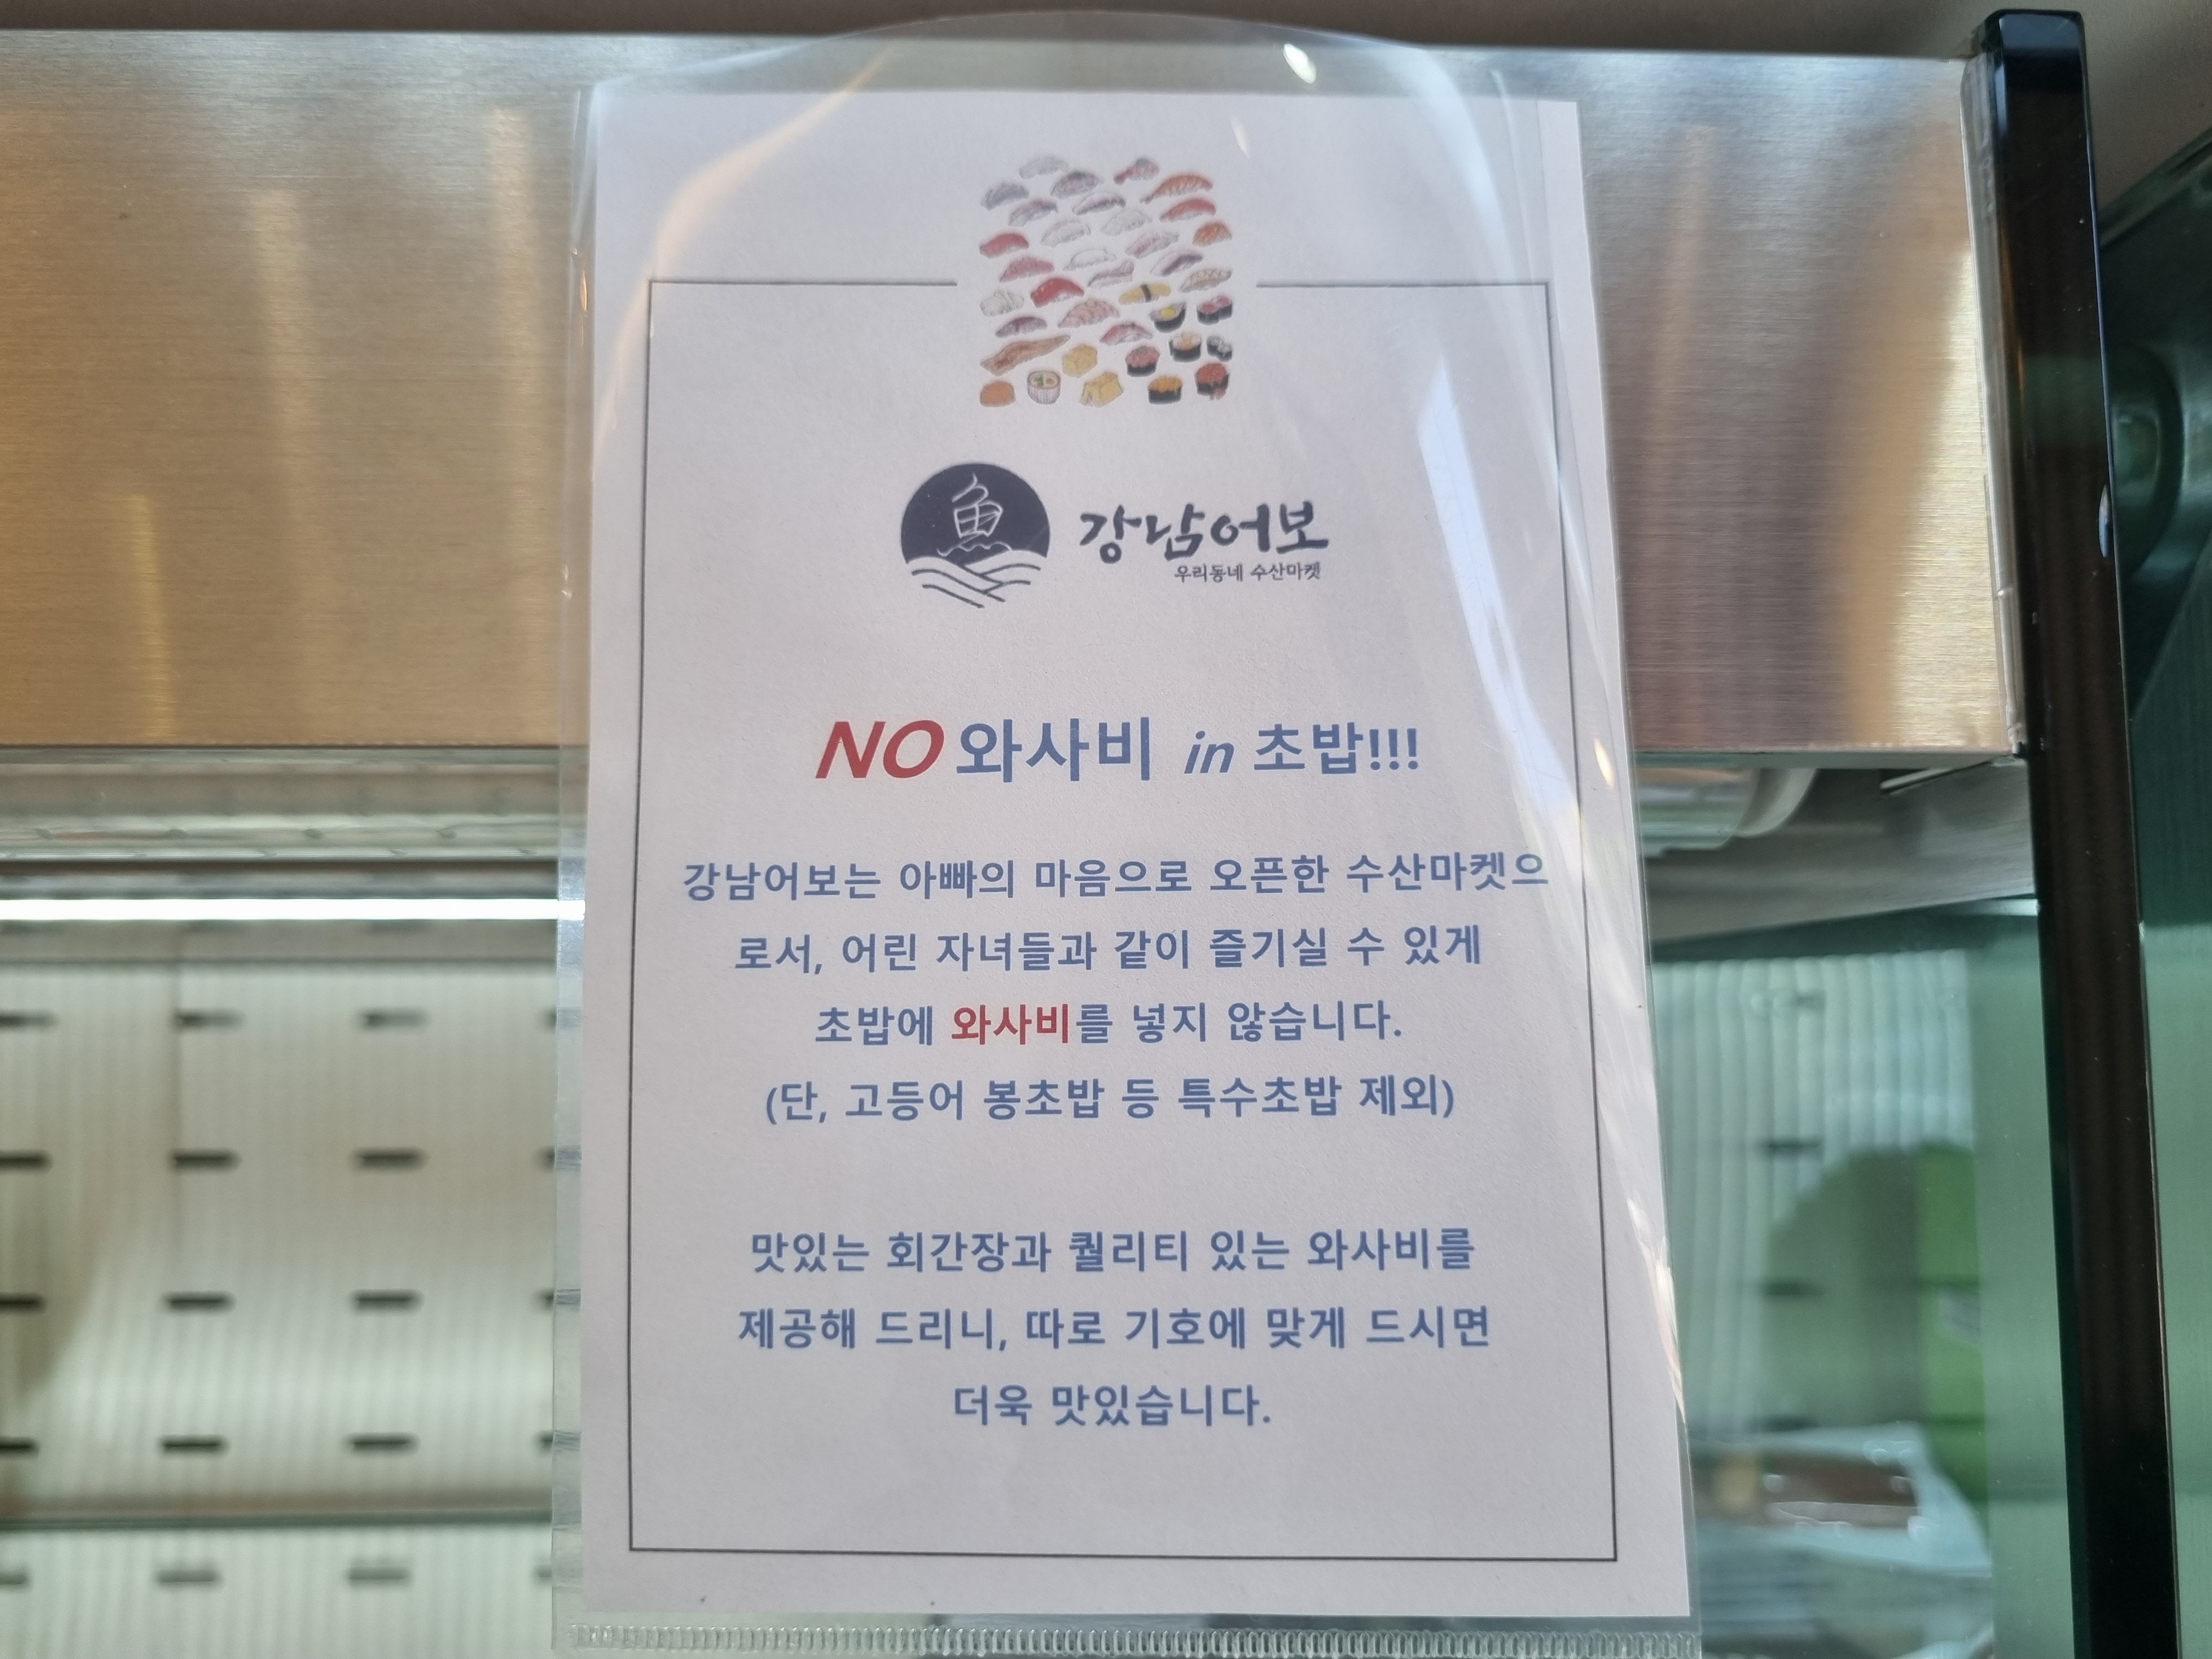 魚
강남어보
우리동네 수산마켓
NO 와사비 in 초밥!!!
강남어보는 아빠의 마음으로 오픈한 수산마켓으
로서, 어린 자녀들과 같이 즐기실 수 있게
초밥에 와사비를 넣지 않습니다.
(단, 고등어 봉초밥 등 특수초밥 제외)
맛있는 회간장과 퀄리티 있는 와사비를
제공해 드리니, 따로 기호에 맞게 드시면
더욱 맛있습니다.